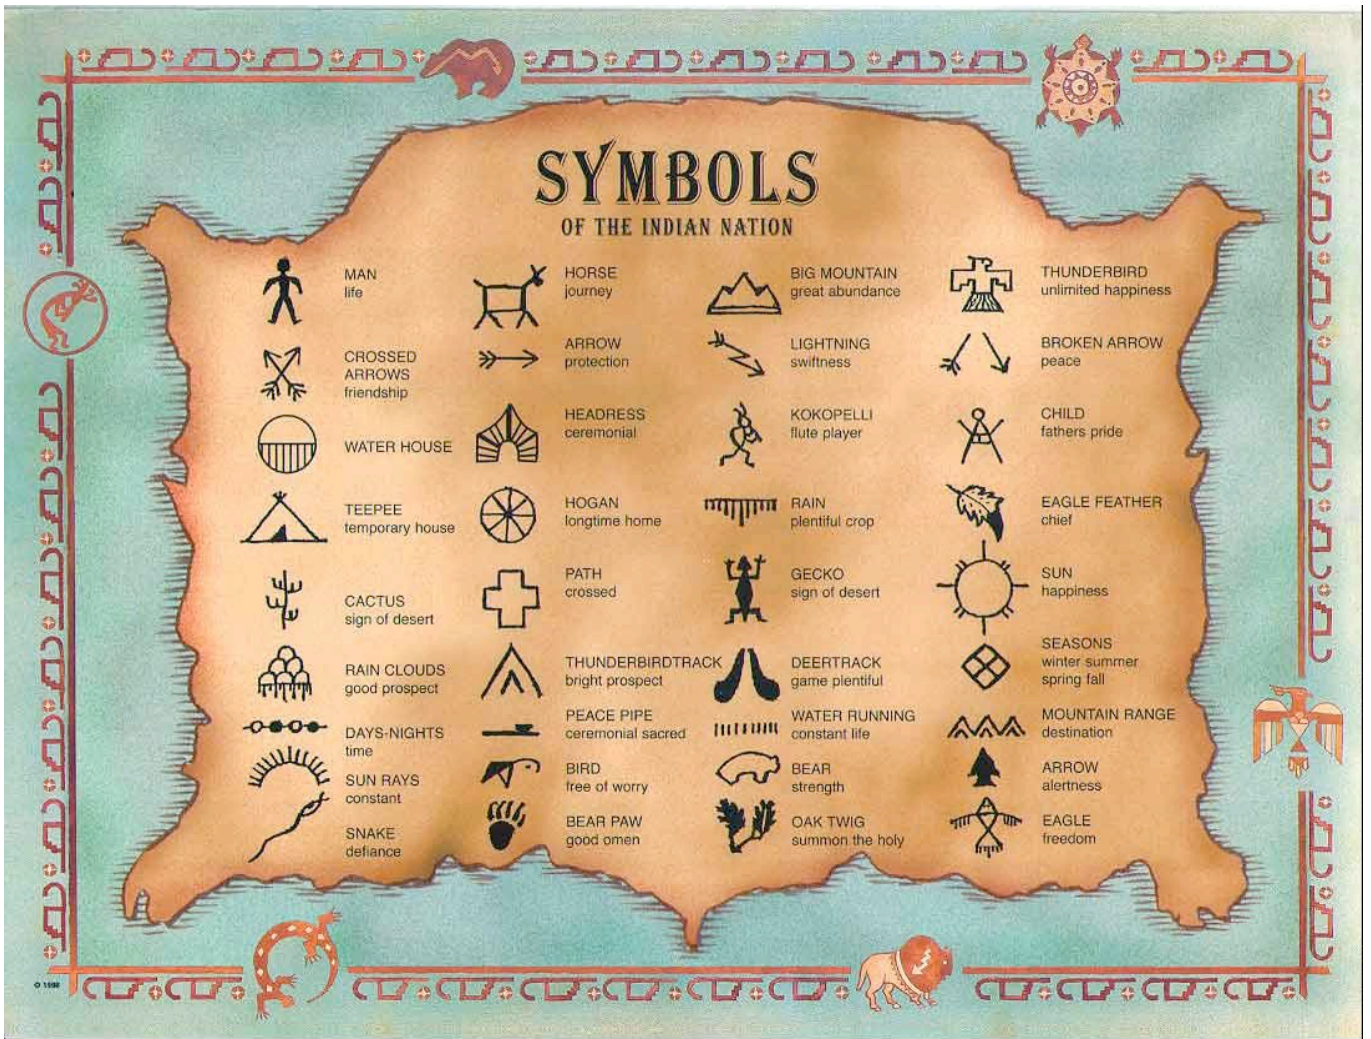 SYMBOLS
OF THE INDIAN NATION
MAN
life
CROSSED
ARROWS
friendship
WATER HOUSE
TEEPEE
temporary house
CACTUS
sign of desert
RAIN CLOUDS
good prospect
DAYS-NIGHTS
time
SUN RAYS
constant
SNAKE
defiance
HORSE
journey
ARROW
protection
HEADRESS
ceremonial
HOGAN
longtime home
PATH
crossed
THUNDERBIRDTRACK
bright prospect
PEACE PIPE
ceremonial sacred
BIRD
free of worry
BEAR PAW
good omen
BIG MOUNTAIN
great abundance
LIGHTNING
swiftness
KOKOPELLI
flute player
RAIN
plentiful crop
GECKO
sign of desert
DEERTRACK
game plentiful
WATER RUNNING
constant life
BEAR
strength
OAK TWIG
summon the holy
THUNDERBIRD
unlimited happiness
BROKEN ARROW
peace
CHILD
fathers pride
EAGLE FEATHER
chief
SUN
happiness
SEASONS
winter summer
spring fall
MOUNTAIN RANGE
destination
ARROW
alertness
EAGLE
freedom